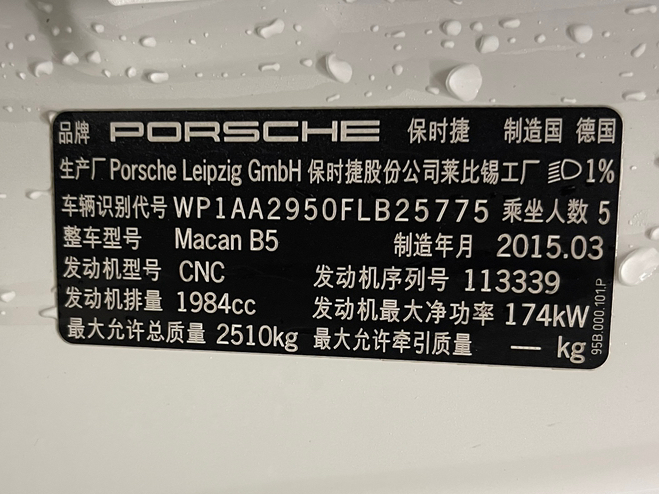 品牌 PORSCHE 保时捷 制造国 德国
生产厂 Porsche Leipzig GmbH 保时捷股份公司莱比锡工厂 1%
车辆识别代号 WP1AA2950FLB25775 乘坐人数 5
整车型号 Macan B5 制造年月 2015.03
发动机型号 CNC 发动机序列号 113339
发动机排量 1984cc 发动机最大净功率 174kW
最大允许总质量 2510kg 最大允许牵引质量 — kg
95B.000.101.P